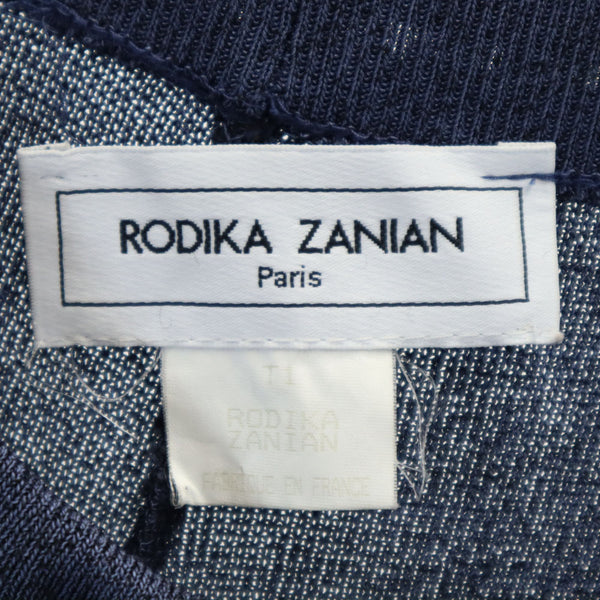 RODIKA ZANIAN
Paris
T1
RODIKA
ZANIAN
FABRIQUE EN FRANCE